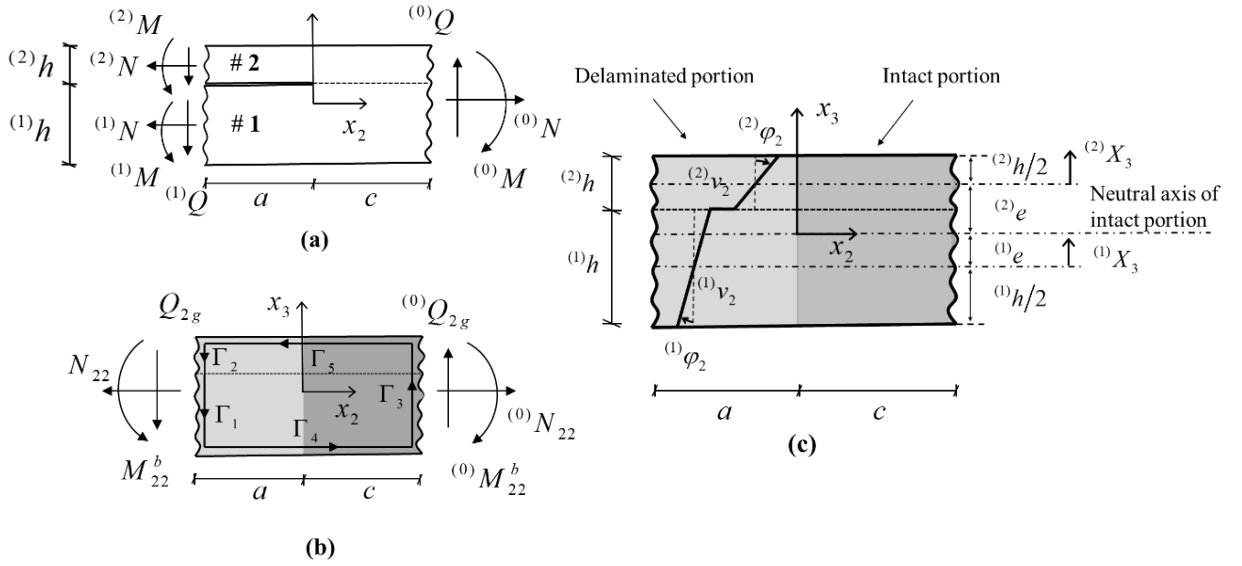 ⁽²⁾M
⁽⁰⁾Q
⁽²⁾h
⁽²⁾N
# 2
⁽¹⁾h
⁽¹⁾N
# 1
x₂
⁽⁰⁾N
⁽¹⁾M
⁽¹⁾Q
a
c
⁽⁰⁾M
(a)
Q₂g
x₃
⁽⁰⁾Q₂g
Γ₂
Γ₅
N₂₂
Γ₃
x₂
Γ₁
Γ₄
⁽⁰⁾N₂₂
Mᵇ₂₂
a
c
⁽⁰⁾Mᵇ₂₂
(b)
Delaminated portion
Intact portion
x₃
⁽²⁾φ₂
⁽²⁾h/2
⁽²⁾X₃
⁽²⁾h
⁽²⁾v₂
⁽²⁾e
Neutral axis of
intact portion
x₂
⁽¹⁾e
⁽¹⁾X₃
⁽¹⁾h
⁽¹⁾v₂
⁽¹⁾h/2
⁽¹⁾φ₂
a
c
(c)